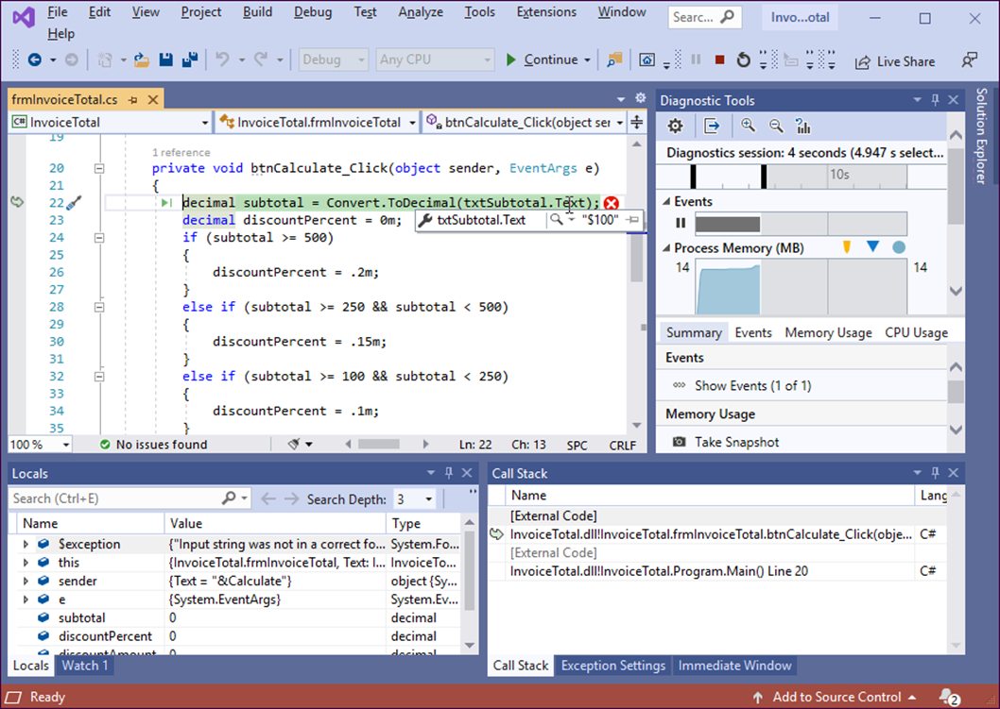 File Edit View Project Build Debug Test Analyze Tools Extensions Window Searc... Invo...otal
Help
Debug Any CPU Continue Live Share
frmInvoiceTotal.cs
C# InvoiceTotal InvoiceTotal.frmInvoiceTotal btnCalculate_Click(object ser
19
1 reference
20 private void btnCalculate_Click(object sender, EventArgs e)
21 {
22 decimal subtotal = Convert.ToDecimal(txtSubtotal.Text);
23 decimal discountPercent = 0m;
txtSubtotal.Text "$100"
24 if (subtotal >= 500)
25 {
26 discountPercent = .2m;
27 }
28 else if (subtotal >= 250 && subtotal < 500)
29 {
30 discountPercent = .15m;
31 }
32 else if (subtotal >= 100 && subtotal < 250)
33 {
34 discountPercent = .1m;
35 }
100 % No issues found Ln: 22 Ch: 13 SPC CRLF
Diagnostic Tools
Diagnostics session: 4 seconds (4.947 s select...
10s
Events
Process Memory (MB)
14 14
Summary Events Memory Usage CPU Usage
Events
Show Events (1 of 1)
Memory Usage
Take Snapshot
Solution Explorer
Locals
Search (Ctrl+E) Search Depth: 3
Name Value Type
$exception {"Input string was not in a correct fo... System.Fo...
this {InvoiceTotal.frmInvoiceTotal, Text: I... InvoiceTo...
sender {Text = "&Calculate"} object {Sy...
e {System.EventArgs} System.Ev...
subtotal 0 decimal
discountPercent 0 decimal
discountAmount 0 decimal
Locals Watch 1
Call Stack
Name Lang
[External Code]
InvoiceTotal.dll!InvoiceTotal.frmInvoiceTotal.btnCalculate_Click(obje... C#
[External Code]
InvoiceTotal.dll!InvoiceTotal.Program.Main() Line 20 C#
Call Stack Exception Settings Immediate Window
Ready Add to Source Control 2